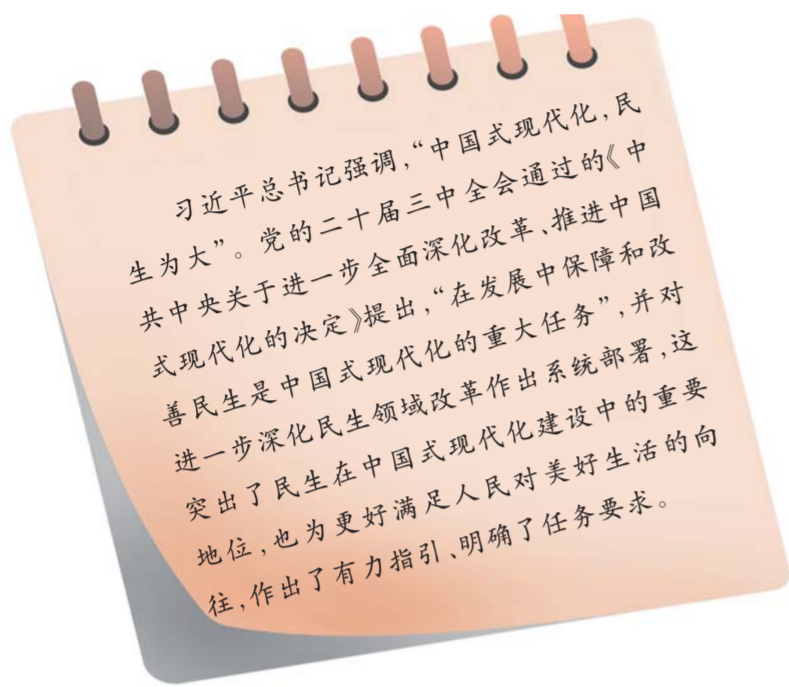 习近平总书记强调，“中国式现代化，民
生为大”。党的二十届三中全会通过的《中
共中央关于进一步全面深化改革、推进中国
式现代化的决定》提出，“在发展中保障和改
善民生是中国式现代化的重大任务”，并对
进一步深化民生领域改革作出系统部署，这
突出了民生在中国式现代化建设中的重要
地位，也为更好满足人民对美好生活的向
往，作出了有力指引、明确了任务要求。